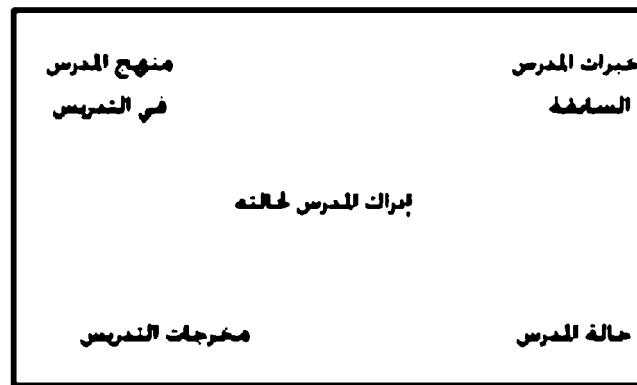 خبرات المدرس
السابقة
منهج المدرس
في التدريس
إدراك المدرس لحالته
حالة المدرس
مخرجات التدريس